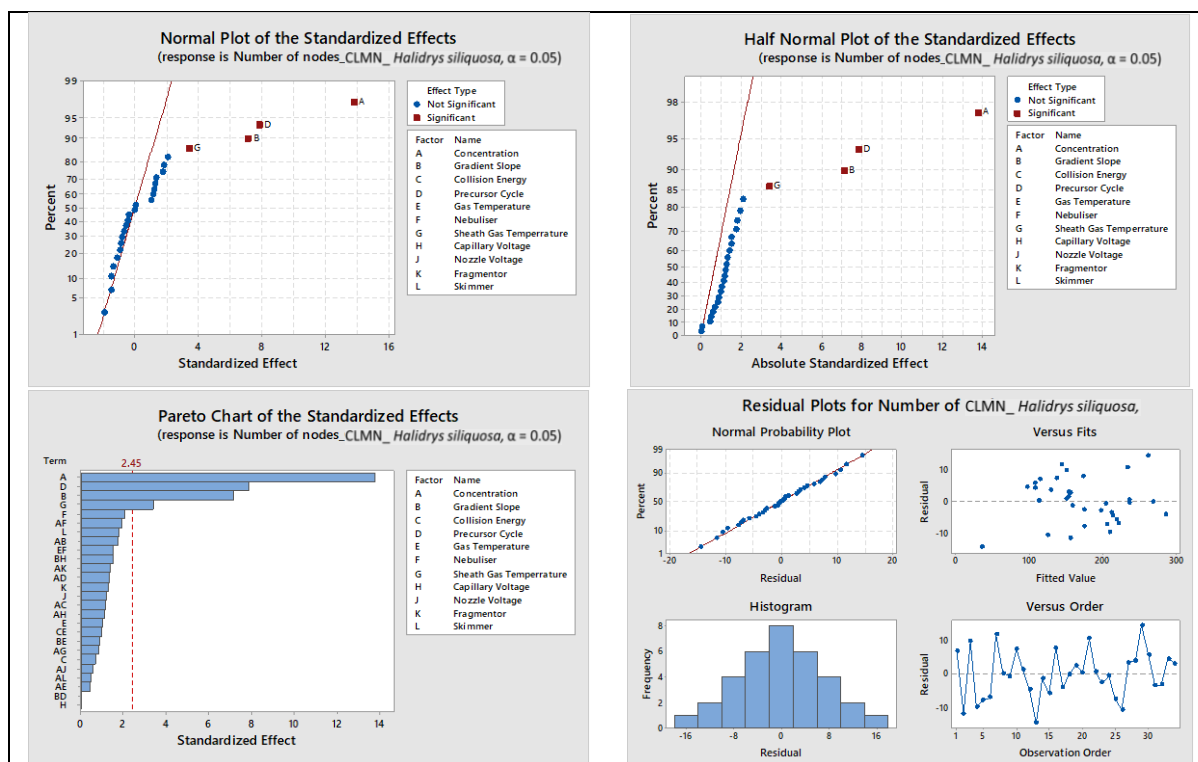 Normal Plot of the Standardized Effects
(response is Number of nodes_CLMN_ Halidrys siliquosa, α = 0.05)
99
95
90
80
70
60
50
40
30
20
10
5
1
Percent
0 4 8 12 16
Standardized Effect
A
D
B
G
Effect Type
Not Significant
Significant
Factor Name
A Concentration
B Gradient Slope
C Collision Energy
D Precursor Cycle
E Gas Temperature
F Nebuliser
G Sheath Gas Temperrature
H Capillary Voltage
J Nozzle Voltage
K Fragmentor
L Skimmer
Half Normal Plot of the Standardized Effects
(response is Number of nodes_CLMN_ Halidrys siliquosa, α = 0.05)
98
95
90
85
80
70
60
50
40
30
20
10
0
Percent
0 2 4 6 8 10 12 14
Absolute Standardized Effect
A
D
B
G
Effect Type
Not Significant
Significant
Factor Name
A Concentration
B Gradient Slope
C Collision Energy
D Precursor Cycle
E Gas Temperature
F Nebuliser
G Sheath Gas Temperrature
H Capillary Voltage
J Nozzle Voltage
K Fragmentor
L Skimmer
Pareto Chart of the Standardized Effects
(response is Number of nodes_CLMN_ Halidrys siliquosa, α = 0.05)
Term
2.45
A
D
B
G
F
AF
L
AB
EF
BH
AK
AD
K
J
AC
AH
E
CE
BE
AG
C
AJ
AL
AE
BD
H
0 2 4 6 8 10 12 14
Standardized Effect
Factor Name
A Concentration
B Gradient Slope
C Collision Energy
D Precursor Cycle
E Gas Temperature
F Nebuliser
G Sheath Gas Temperrature
H Capillary Voltage
J Nozzle Voltage
K Fragmentor
L Skimmer
Residual Plots for Number of CLMN_ Halidrys siliquosa,
Normal Probability Plot
99
90
50
10
1
Percent
-20 -10 0 10 20
Residual
Versus Fits
10
0
-10
Residual
0 100 200 300
Fitted Value
Histogram
8
6
4
2
0
Frequency
-16 -8 0 8 16
Residual
Versus Order
10
0
-10
Residual
1 5 10 15 20 25 30
Observation Order